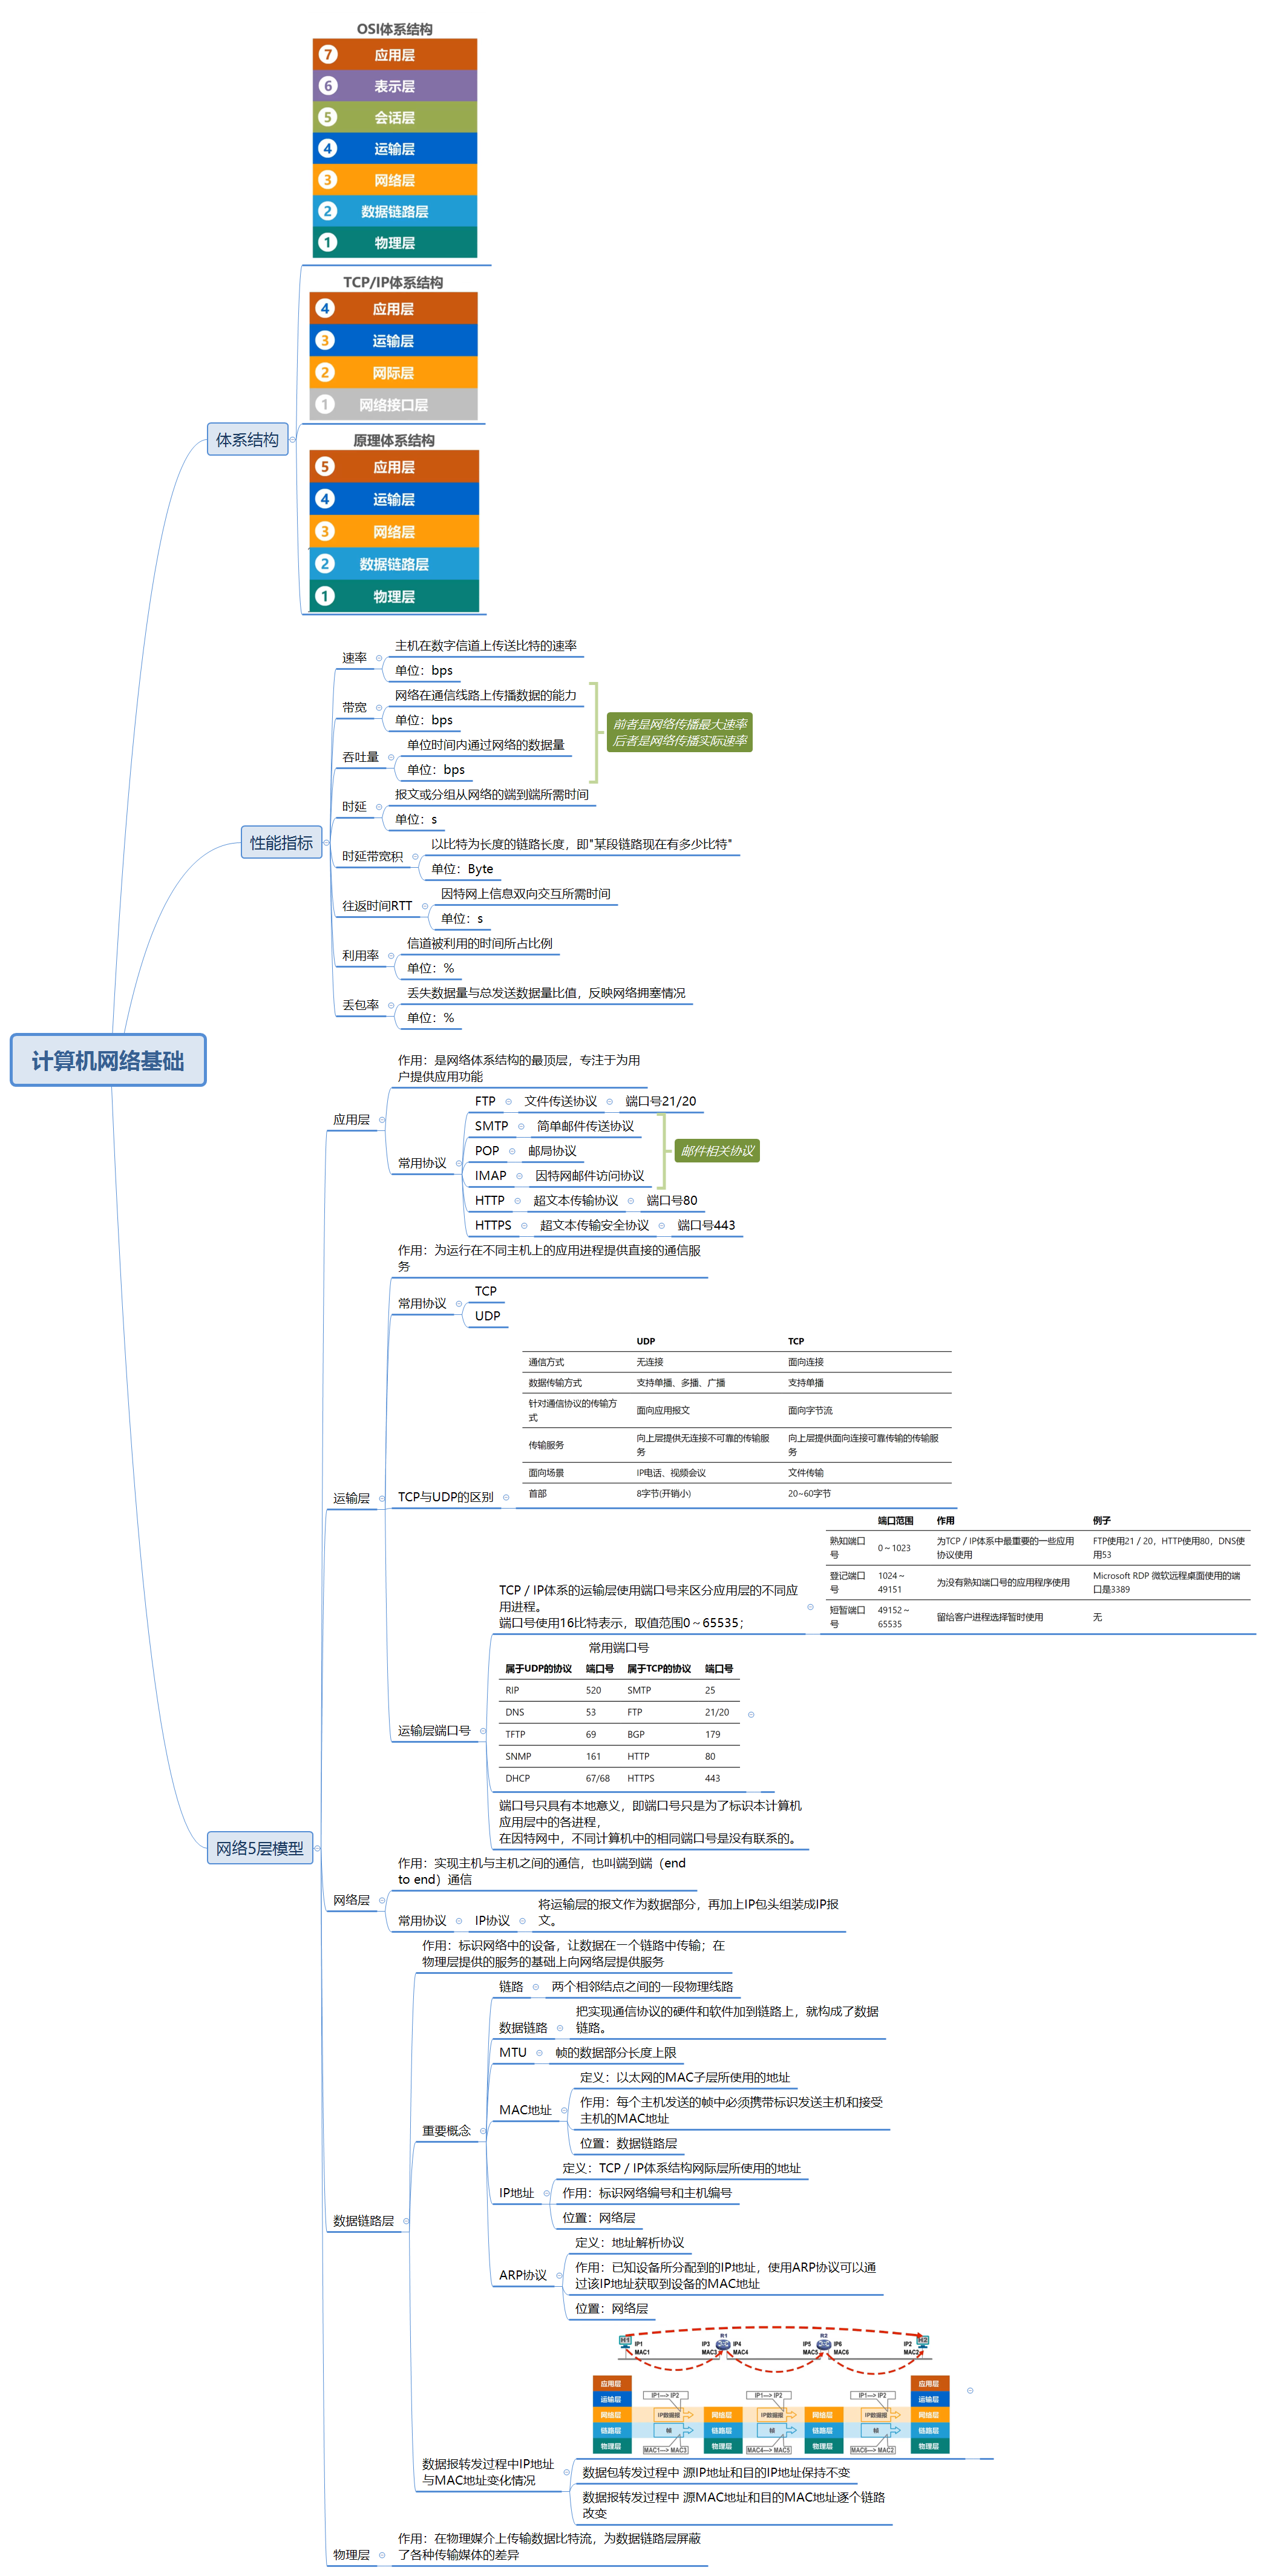 OSI体系结构
7 应用层
6 表示层
5 会话层
4 运输层
3 网络层
2 数据链路层
1 物理层
TCP/IP体系结构
4 应用层
3 运输层
2 网际层
1 网络接口层
体系结构
原理体系结构
5 应用层
4 运输层
3 网络层
2 数据链路层
1 物理层
速率
主机在数字信道上传送比特的速率
单位：bps
带宽
网络在通信线路上传播数据的能力
单位：bps
前者是网络传播最大速率
后者是网络传播实际速率
吞吐量
单位时间内通过网络的数据量
单位：bps
时延
报文或分组从网络的端到端所需时间
单位：s
性能指标
时延带宽积
以比特为长度的链路长度，即"某段链路现在有多少比特"
单位：Byte
往返时间RTT
因特网上信息双向交互所需时间
单位：s
利用率
信道被利用的时间所占比例
单位：%
丢包率
丢失数据量与总发送数据量比值，反映网络拥塞情况
单位：%
计算机网络基础
应用层
作用：是网络体系结构的最顶层，专注于为用
户提供应用功能
常用协议
FTP 文件传送协议 端口号21/20
SMTP 简单邮件传送协议
POP 邮局协议
IMAP 因特网邮件访问协议
邮件相关协议
HTTP 超文本传输协议 端口号80
HTTPS 超文本传输安全协议 端口号443
运输层
作用：为运行在不同主机上的应用进程提供直接的通信服
务
常用协议
TCP
UDP
TCP与UDP的区别
UDP TCP
通信方式 无连接 面向连接
数据传输方式 支持单播、多播、广播 支持单播
针对通信协议的传输方
式 面向应用报文 面向字节流
传输服务 向上层提供无连接不可靠的传输服
务 向上层提供面向连接可靠传输的传输服
务
面向场景 IP电话、视频会议 文件传输
首部 8字节(开销小) 20~60字节
运输层端口号
TCP / IP体系的运输层使用端口号来区分应用层的不同应
用进程。
端口号使用16比特表示，取值范围0～65535；
端口范围 作用 例子
熟知端口
号 0～1023 为TCP / IP体系中最重要的一些应用
协议使用 FTP使用21 / 20，HTTP使用80，DNS使
用53
登记端口
号 1024～
49151 为没有熟知端口号的应用程序使用 Microsoft RDP 微软远程桌面使用的端
口是3389
短暂端口
号 49152～
65535 留给客户进程选择暂时使用 无
常用端口号
属于UDP的协议 端口号 属于TCP的协议 端口号
RIP 520 SMTP 25
DNS 53 FTP 21/20
TFTP 69 BGP 179
SNMP 161 HTTP 80
DHCP 67/68 HTTPS 443
端口号只具有本地意义，即端口号只是为了标识本计算机
应用层中的各进程，
在因特网中，不同计算机中的相同端口号是没有联系的。
网络5层模型
网络层
作用：实现主机与主机之间的通信，也叫端到端（end
to end）通信
常用协议 IP协议
将运输层的报文作为数据部分，再加上IP包头组装成IP报
文。
数据链路层
作用：标识网络中的设备，让数据在一个链路中传输；在
物理层提供的服务的基础上向网络层提供服务
重要概念
链路 两个相邻结点之间的一段物理线路
数据链路
把实现通信协议的硬件和软件加到链路上，就构成了数据
链路。
MTU 帧的数据部分长度上限
MAC地址
定义：以太网的MAC子层所使用的地址
作用：每个主机发送的帧中必须携带标识发送主机和接受
主机的MAC地址
位置：数据链路层
IP地址
定义：TCP / IP体系结构网际层所使用的地址
作用：标识网络编号和主机编号
位置：网络层
ARP协议
定义：地址解析协议
作用：已知设备所分配到的IP地址，使用ARP协议可以通
过该IP地址获取到设备的MAC地址
位置：网络层
数据报转发过程中IP地址
与MAC地址变化情况
R1 R2
H1 IP1 IP3 IP4 IP5 IP6 IP2 H2
MAC1 MAC3 MAC4 MAC5 MAC6 MAC2
应用层 应用层
运输层 IP1—> IP2 IP1—> IP2 IP1—> IP2 运输层
网络层 IP数据报 网络层 IP数据报 网络层 IP数据报 网络层
链路层 帧 链路层 帧 链路层 帧 链路层
物理层 MAC1—> MAC3 物理层 MAC4—> MAC5 物理层 MAC6—> MAC2 物理层
数据包转发过程中 源IP地址和目的IP地址保持不变
数据报转发过程中 源MAC地址和目的MAC地址逐个链路
改变
物理层
作用：在物理媒介上传输数据比特流，为数据链路层屏蔽
了各种传输媒体的差异